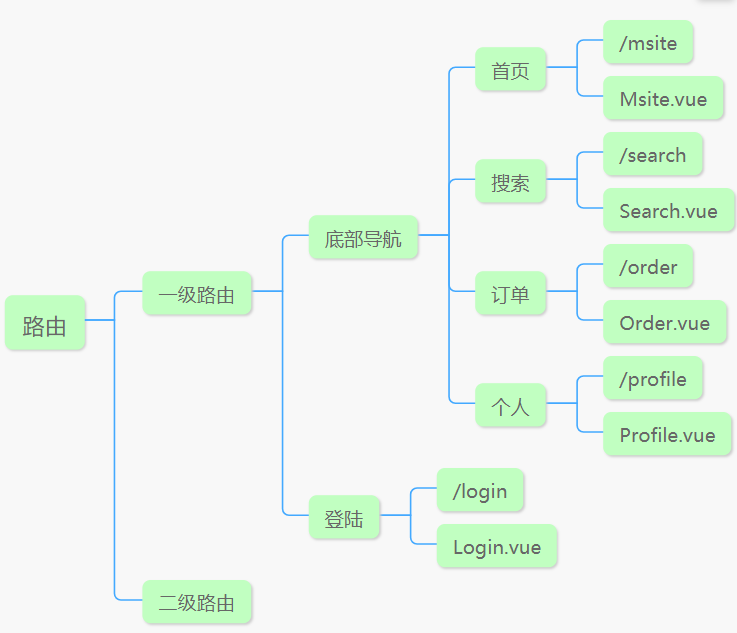 路由
一级路由
底部导航
首页
/msite
Msite.vue
搜索
/search
Search.vue
订单
/order
Order.vue
个人
/profile
Profile.vue
登陆
/login
Login.vue
二级路由